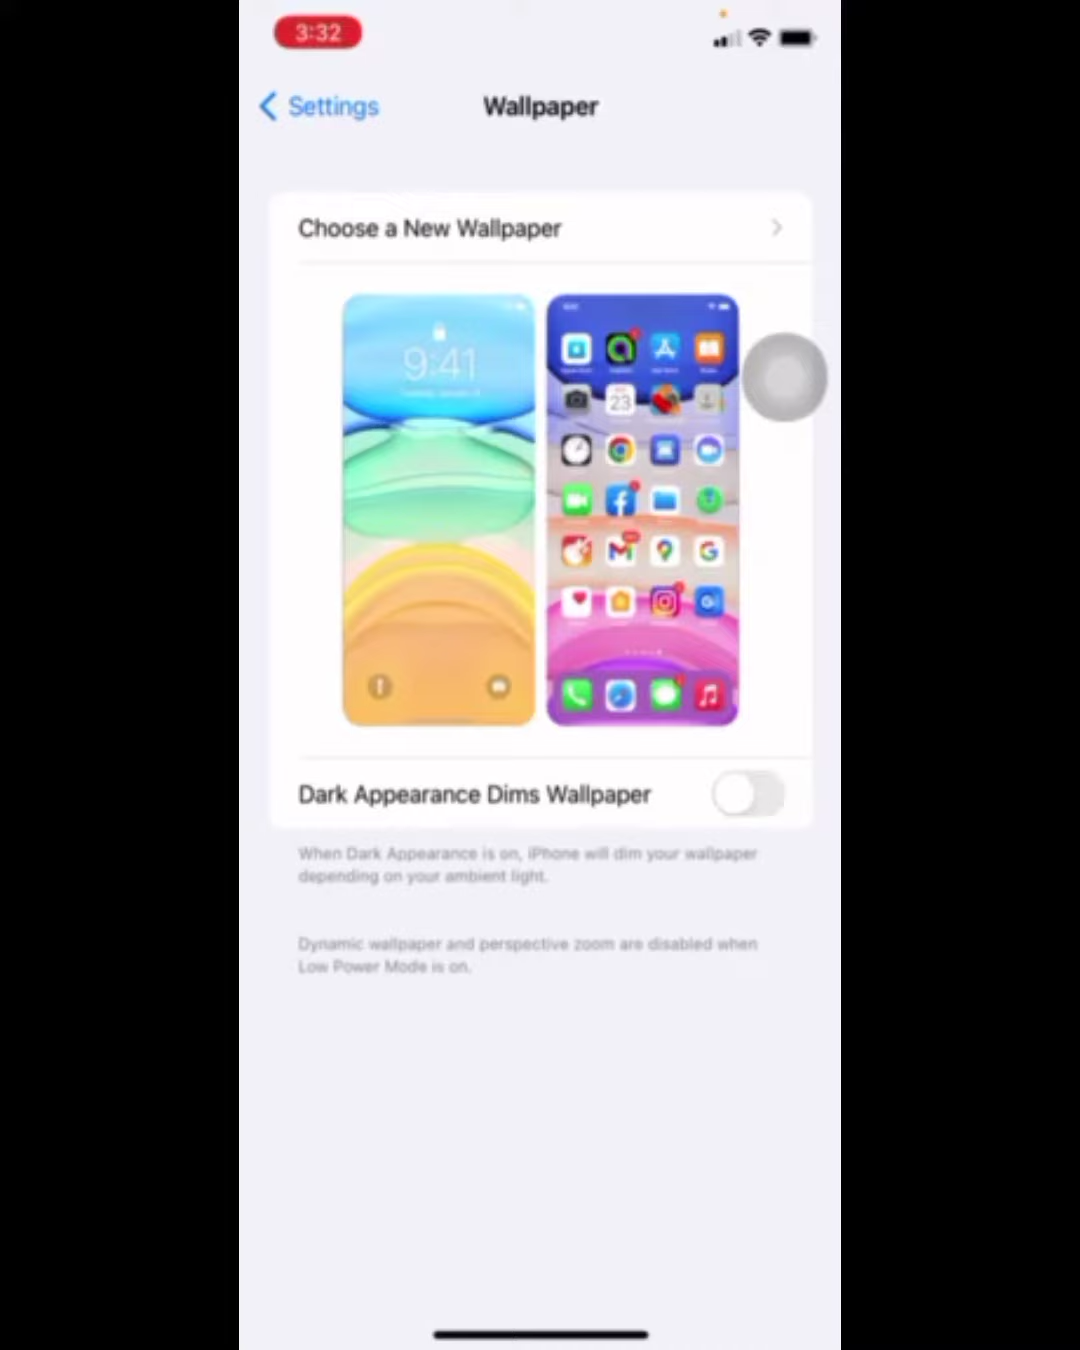 3:32
Settings
Wallpaper
Choose a New Wallpaper
9:41
23
Dark Appearance Dims Wallpaper
When Dark Appearance is on, iPhone will dim your wallpaper
depending on your ambient light.
Dynamic wallpaper and perspective zoom are disabled when
Low Power Mode is on.